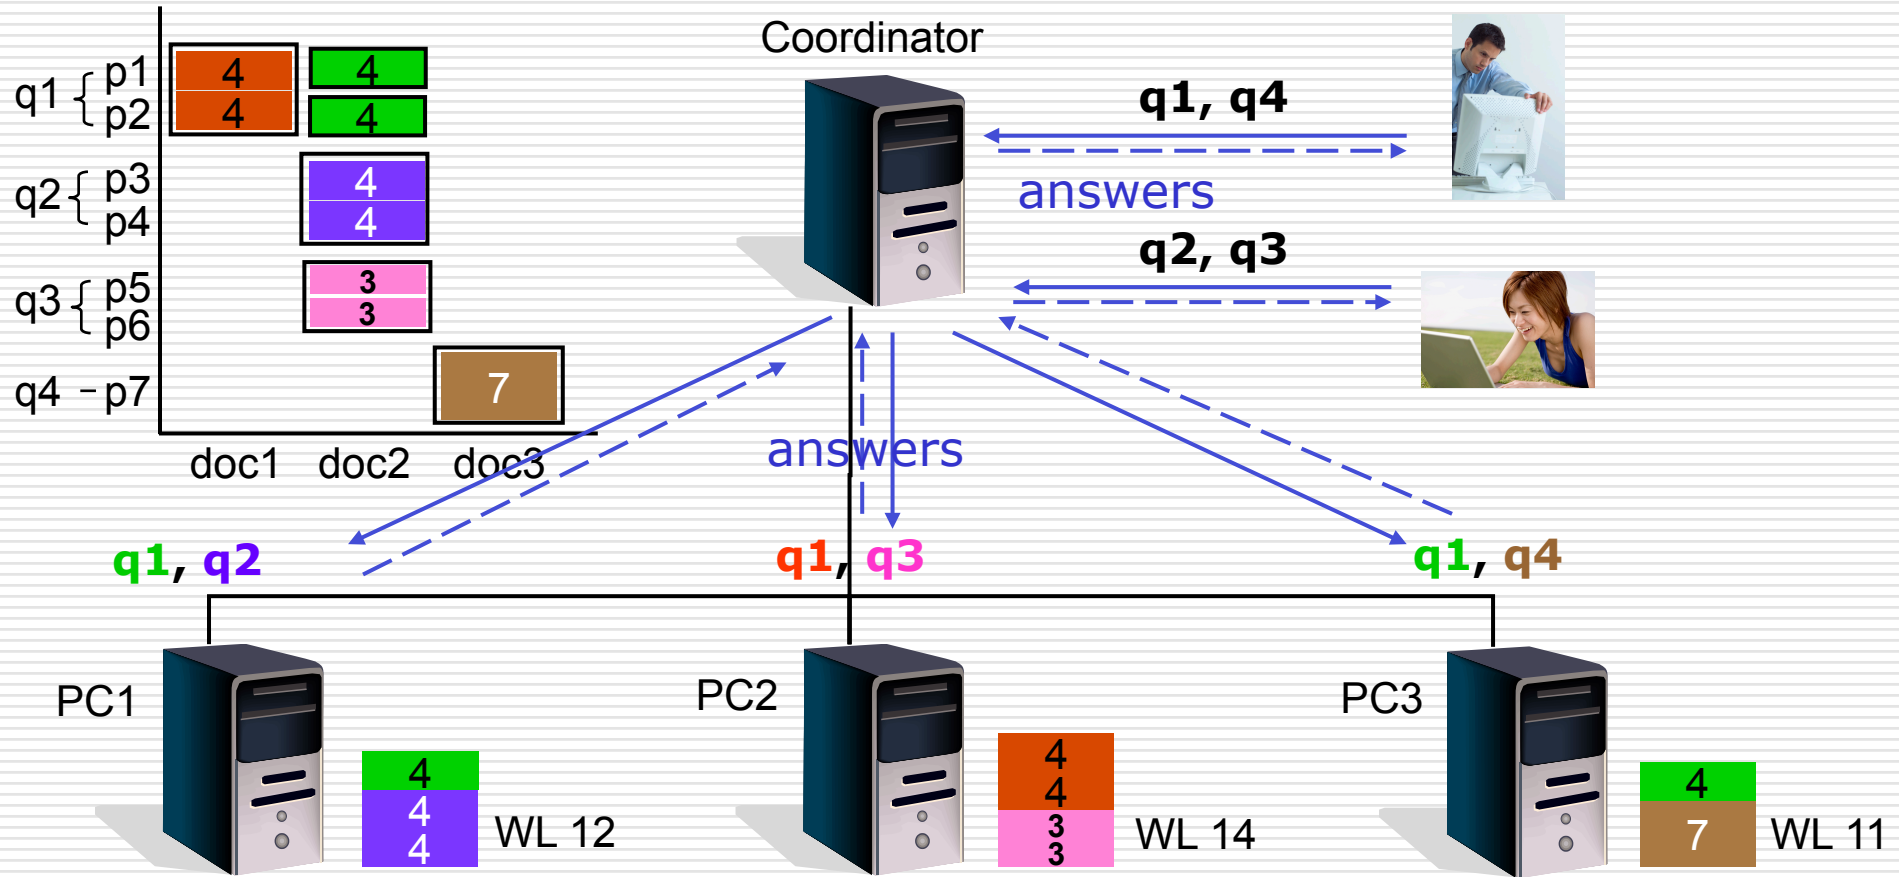 Coordinator
q1 { p1 4 4
p2 4 4
q2 { p3 4
p4 4
q3 { p5 3
p6 3
q4 - p7 7
doc1 doc2 doc3
q1, q4
answers
q2, q3
answers
q1, q2
q1, q3
q1, q4
PC1
4
4
4
WL 12
PC2
4
4
3
3
WL 14
PC3
4
7
WL 11